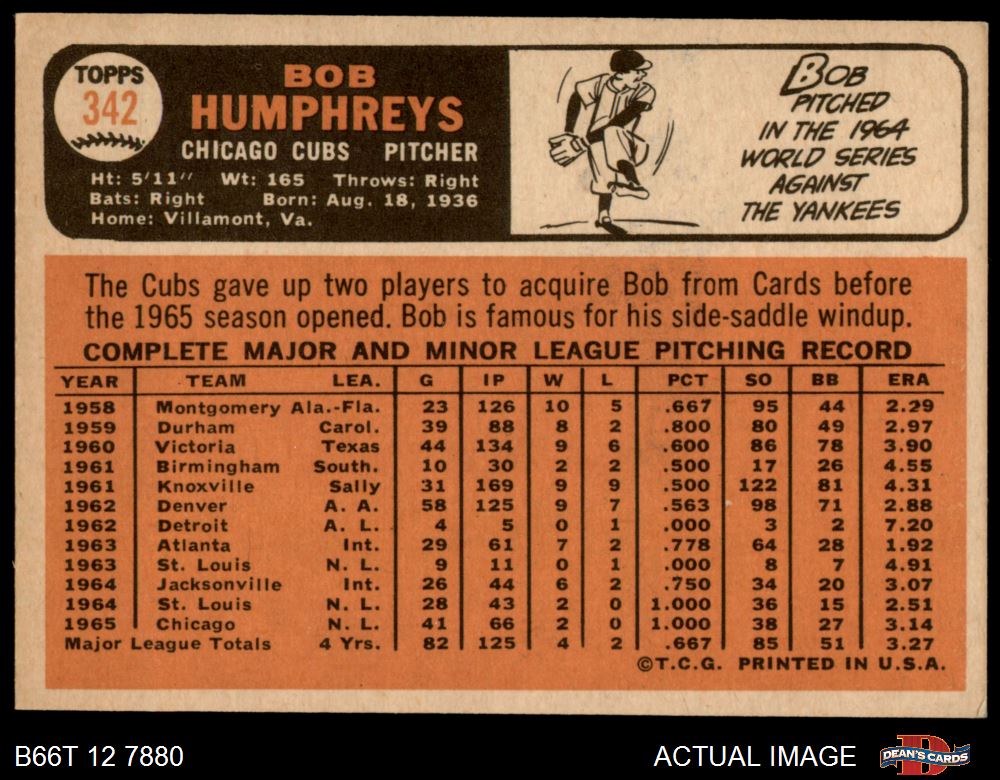 TOPPS
342
BOB
HUMPHREYS
CHICAGO CUBS PITCHER
Ht: 5'11" Wt: 165 Throws: Right
Bats: Right Born: Aug. 18, 1936
Home: Villamont, Va.
BOB
PITCHED
IN THE 1964
WORLD SERIES
AGAINST
THE YANKEES
The Cubs gave up two players to acquire Bob from Cards before
the 1965 season opened. Bob is famous for his side-saddle windup.
COMPLETE MAJOR AND MINOR LEAGUE PITCHING RECORD
YEAR TEAM LEA. G IP W L PCT SO BB ERA
1958 Montgomery Ala.-Fla. 23 126 10 5 .667 95 44 2.29
1959 Durham Carol. 39 88 8 2 .800 80 49 2.97
1960 Victoria Texas 44 134 9 6 .600 86 78 3.90
1961 Birmingham South. 10 30 2 2 .500 17 26 4.55
1961 Knoxville Sally 31 169 9 9 .500 122 81 4.31
1962 Denver A. A. 58 125 9 7 .563 98 71 2.88
1962 Detroit A. L. 4 5 0 1 .000 3 2 7.20
1963 Atlanta Int. 29 61 7 2 .778 64 28 1.92
1963 St. Louis N. L. 9 11 0 1 .000 8 7 4.91
1964 Jacksonville Int. 26 44 6 2 .750 34 20 3.07
1964 St. Louis N. L. 28 43 2 0 1.000 36 15 2.51
1965 Chicago N. L. 41 66 2 0 1.000 38 27 3.14
Major League Totals 4 Yrs. 82 125 4 2 .667 85 51 3.27
©T.C.G. PRINTED IN U.S.A.
B66T 12 7880
ACTUAL IMAGE
DEAN'S CARDS